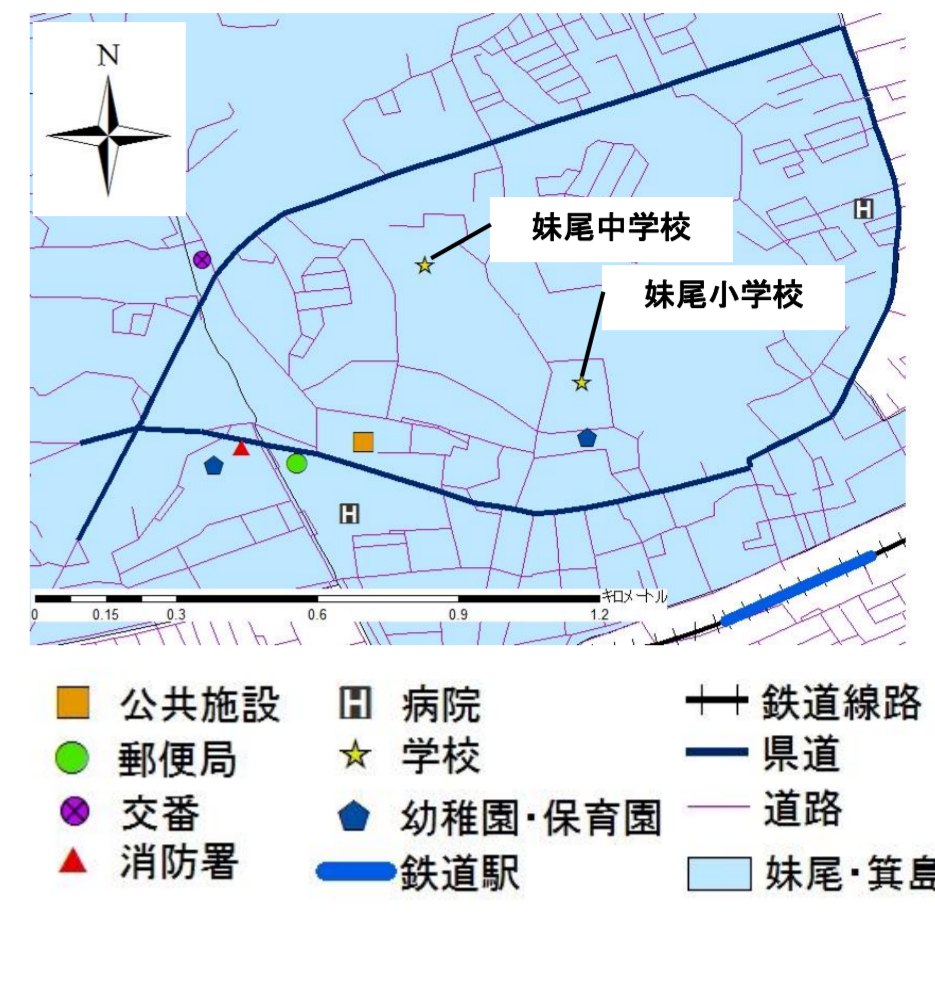 N
妹尾中学校
妹尾小学校
キロメートル
0 0.15 0.3 0.6 0.9 1.2
公共施設 病院 鉄道線路
郵便局 学校 県道
交番 幼稚園・保育園 道路
消防署 鉄道駅 妹尾・箕島